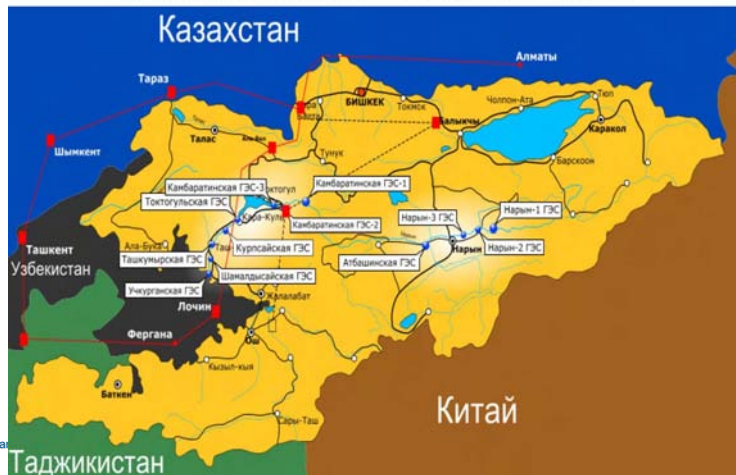 Казахстан
Алматы
Тараз
БИШКЕК
Токмок
Чолпон-Ата
Тюп
Балыкчы
Каракол
Талас
Шымкент
Тунук
Барскоон
Камбаратинская ГЭС-3
Камбаратинская ГЭС-1
Токтогульская ГЭС
Кара-Куль
Камбаратинская ГЭС-2
Нарын-3 ГЭС
Нарын-1 ГЭС
Ташкент
Узбекистан
Ала-Бука
Курпсайская ГЭС
Нарын
Нарын-2 ГЭС
Ташкумырская ГЭС
Шамалдысайская ГЭС
Атбашинская ГЭС
Учкурганская ГЭС
Жалалабат
Лочин
Фергана
Ош
Кызыл-кыя
Баткен
Сары-Таш
Китай
Таджикистан